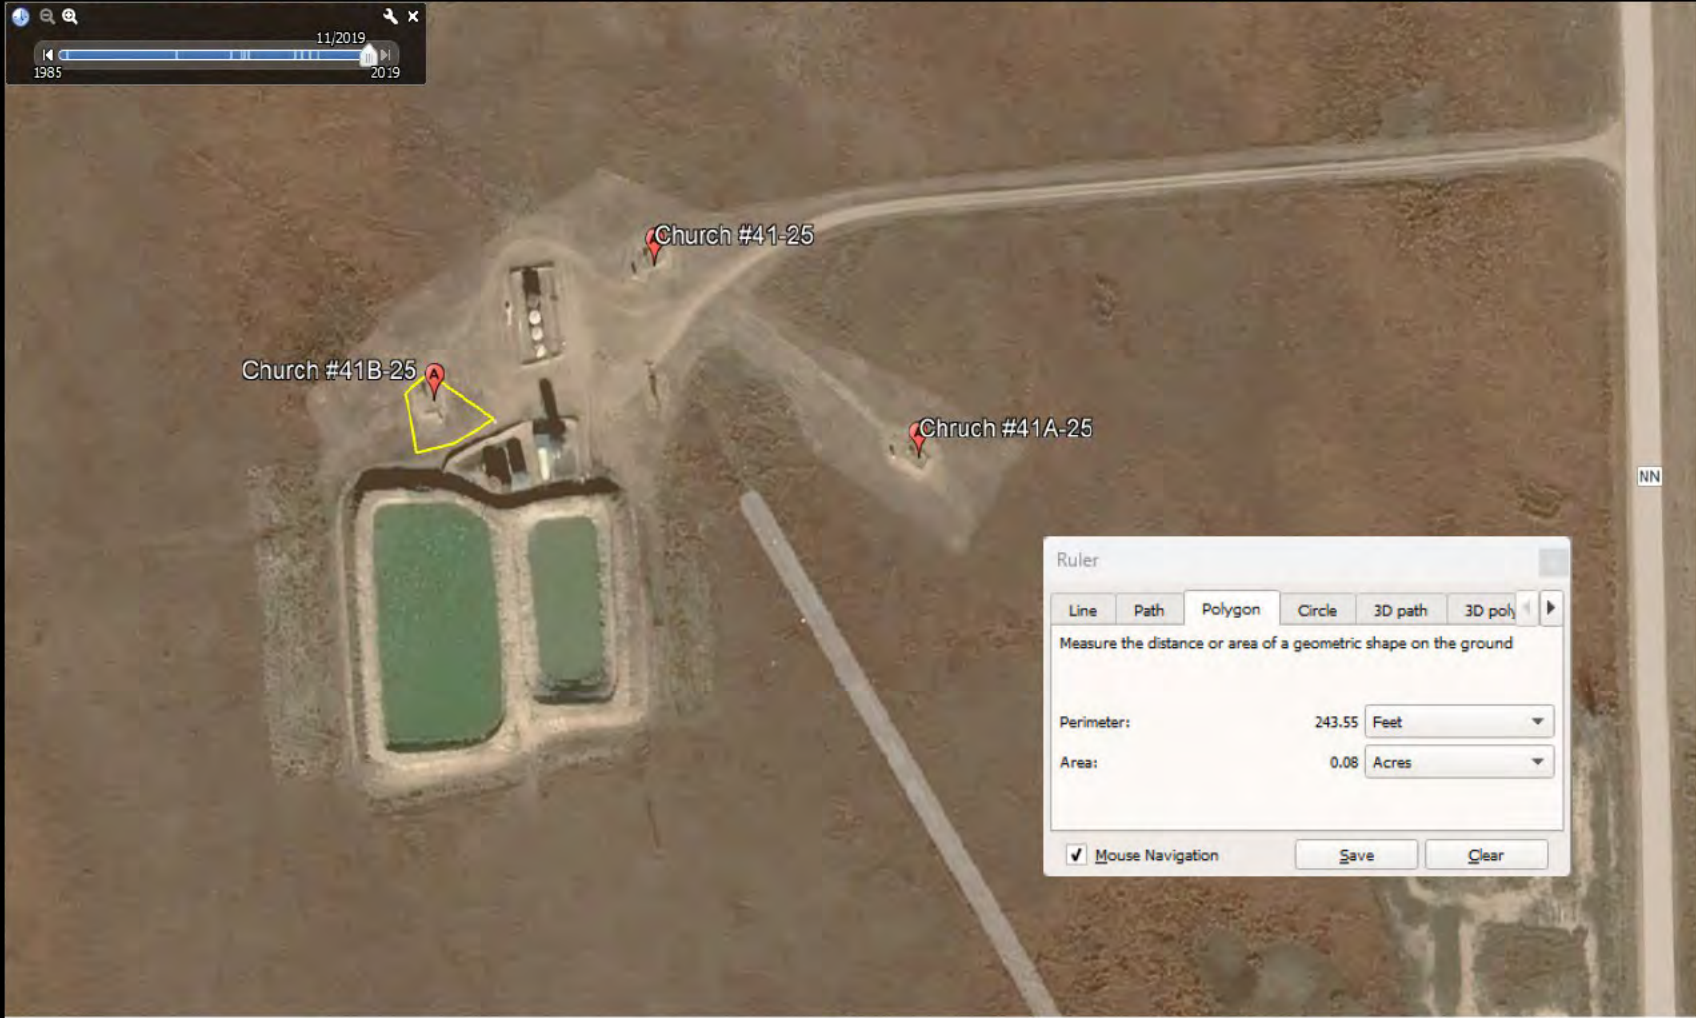 11/2019
1985
2019
Church #41-25
Church #41B-25
A
Chruch #41A-25
NN
Ruler
Line
Path
Polygon
Circle
3D path
3D poly
Measure the distance or area of a geometric shape on the ground
Perimeter:
243.55
Feet
Area:
0.08
Acres
Mouse Navigation
Save
Clear